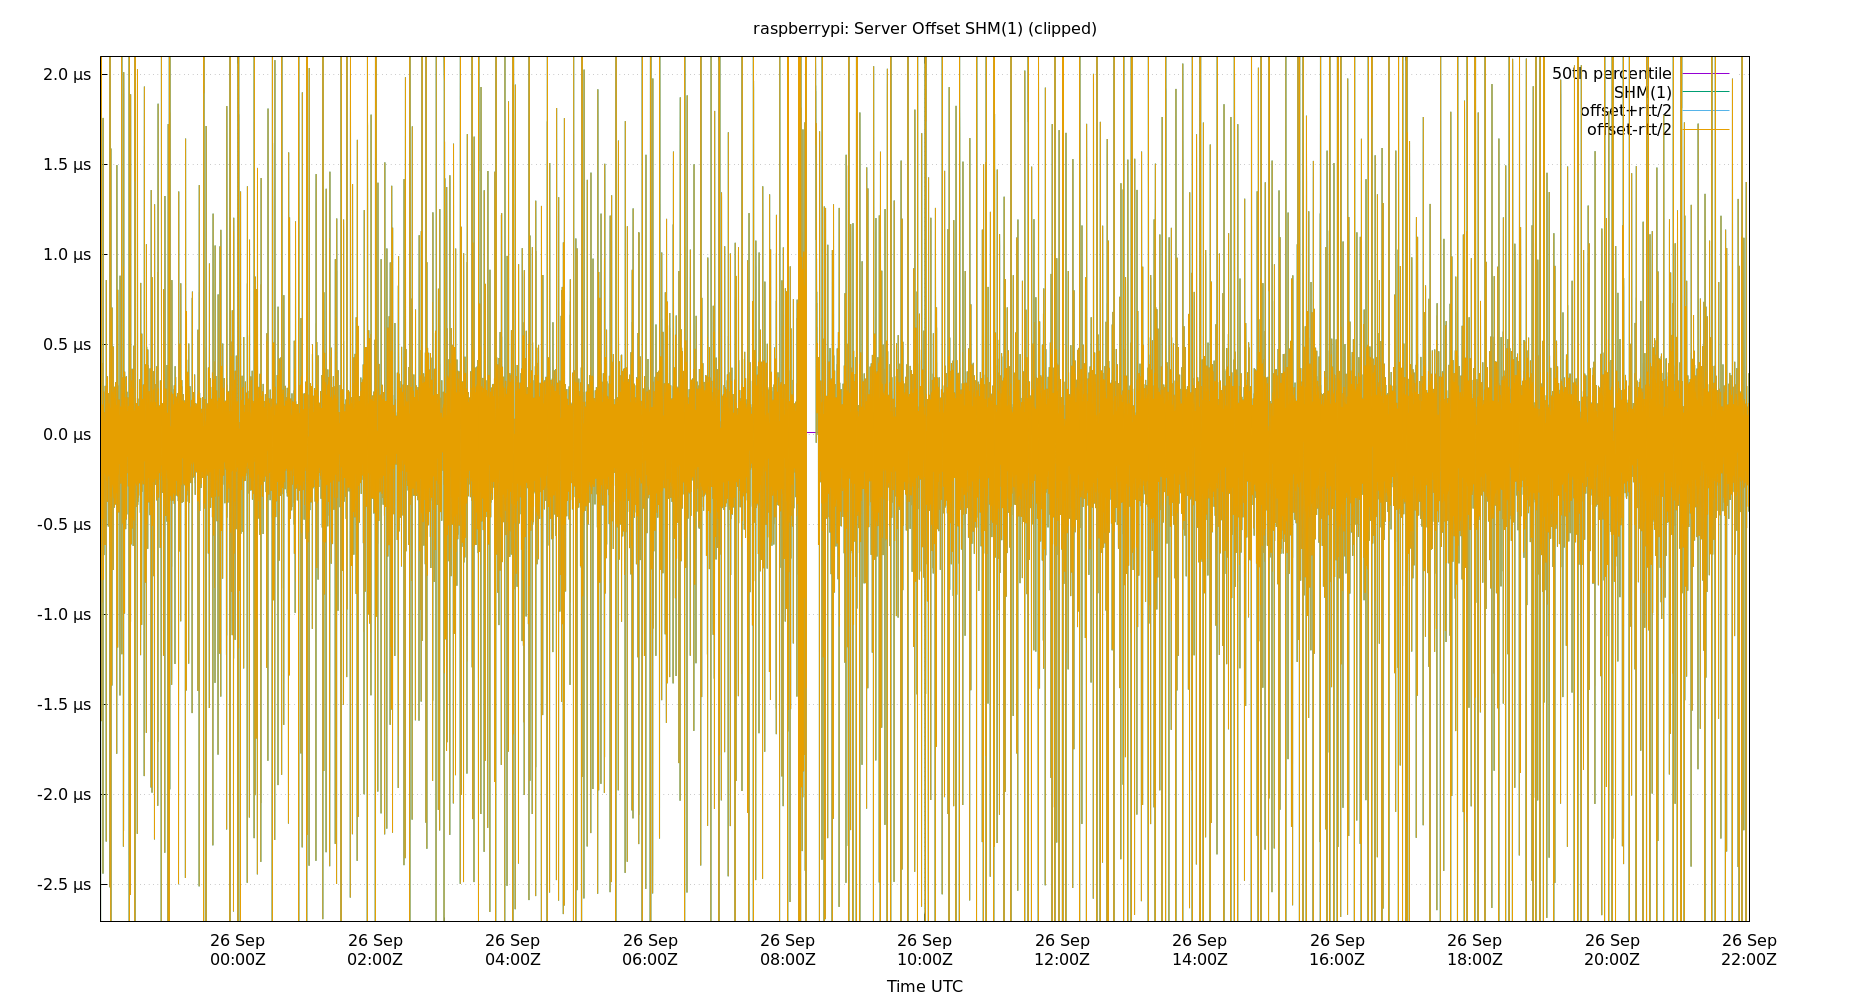 raspberrypi: Server Offset SHM(1) (clipped)
2.0 µs
1.5 µs
1.0 µs
0.5 µs
0.0 µs
-0.5 µs
-1.0 µs
-1.5 µs
-2.0 µs
-2.5 µs
50th percentile
SHM(1)
offset+rtt/2
offset-rtt/2
26 Sep 26 Sep 26 Sep 26 Sep 26 Sep 26 Sep 26 Sep 26 Sep 26 Sep 26 Sep 26 Sep 26 Sep
00:00Z 02:00Z 04:00Z 06:00Z 08:00Z 10:00Z 12:00Z 14:00Z 16:00Z 18:00Z 20:00Z 22:00Z
Time UTC